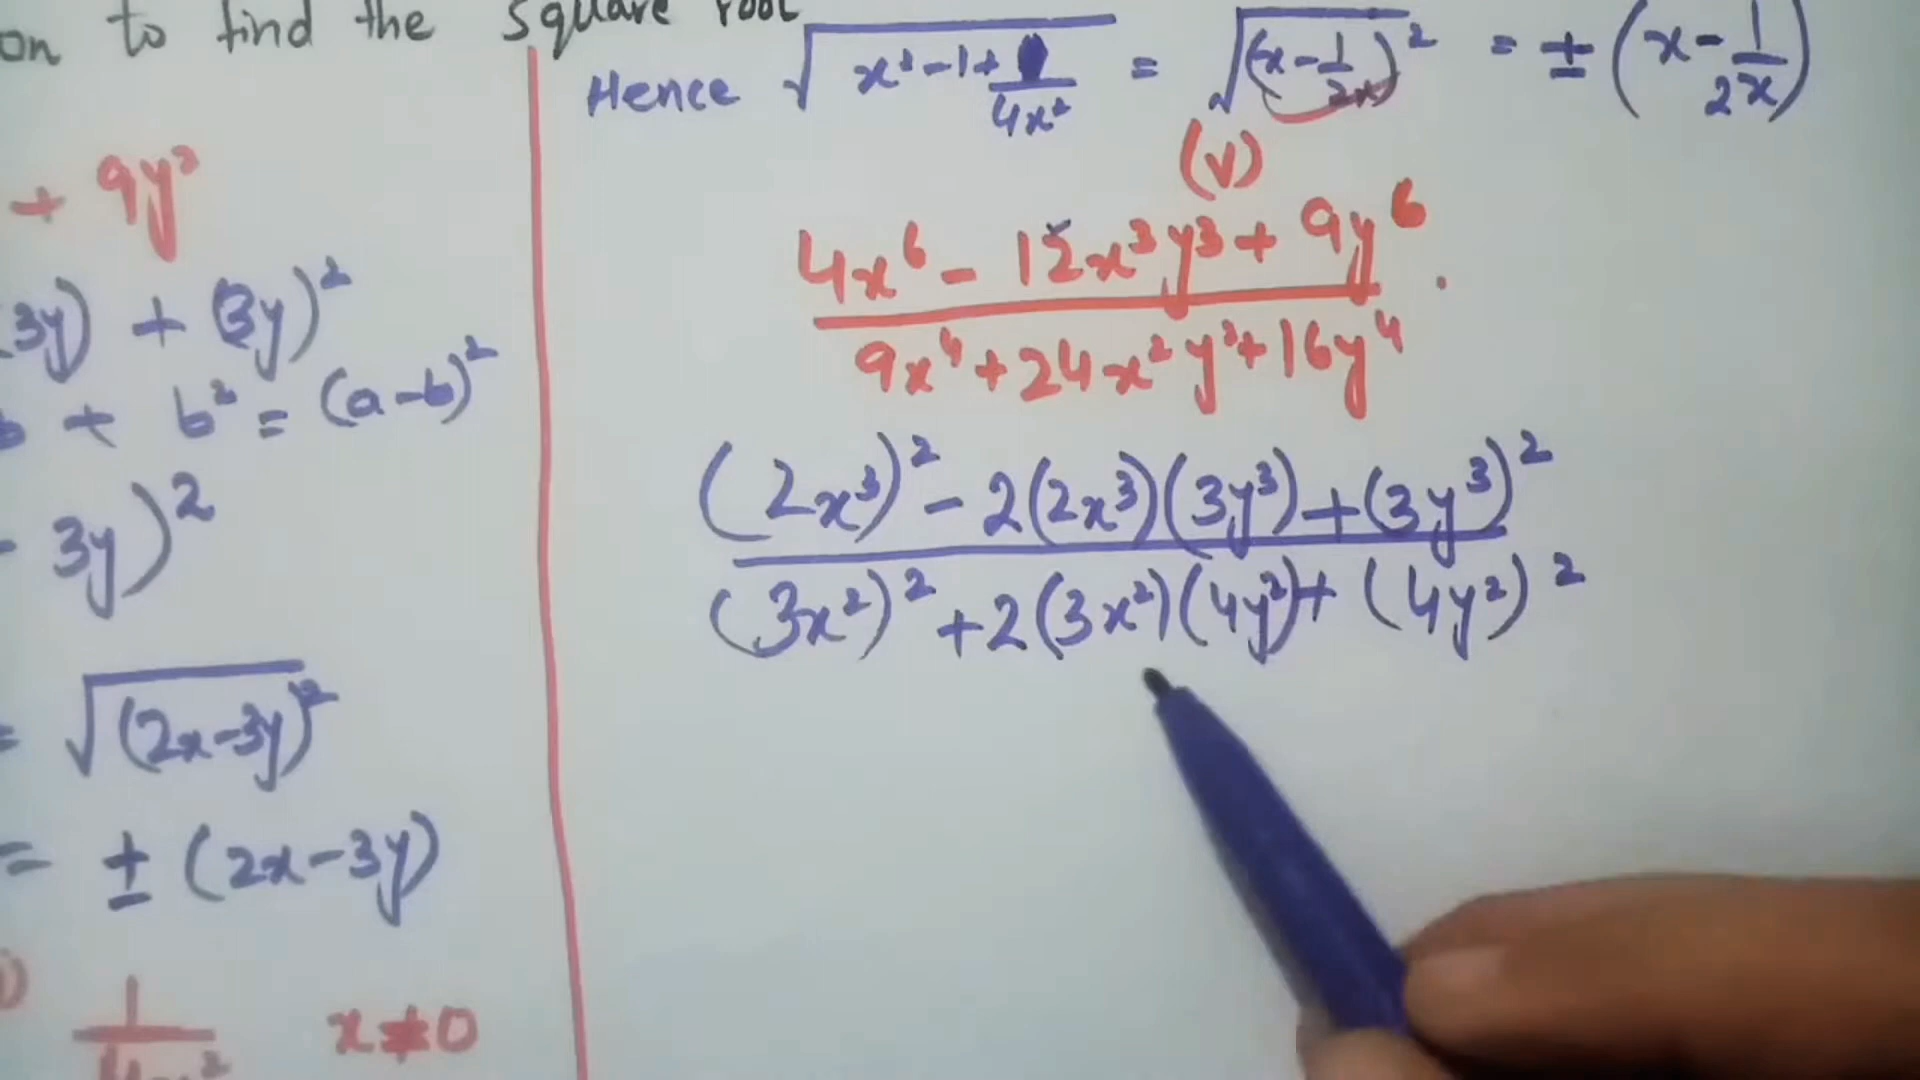 on to find the square root
+ 9y²
3y) + (3y)²
b + b² = (a-b)²
- 3y)²
= √(2x-3y)²
= ± (2x-3y)
1
x≠0
Hence √x²-1+ /4x² = √(x-1/2x)² = ± (x-1/2x)
(V)
4x⁶ - 12x³y³ + 9y⁶
9x⁴+24x²y²+16y⁴
(2x³)² - 2(2x³)(3y³)+(3y³)²
(3x²)² +2(3x²)(4y²)+ (4y²)²